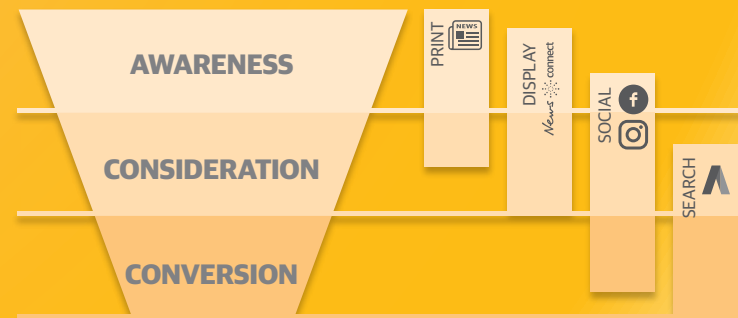 AWARENESS
CONSIDERATION
CONVERSION
PRINT
NEWS
DISPLAY
News connect
SOCIAL
SEARCH